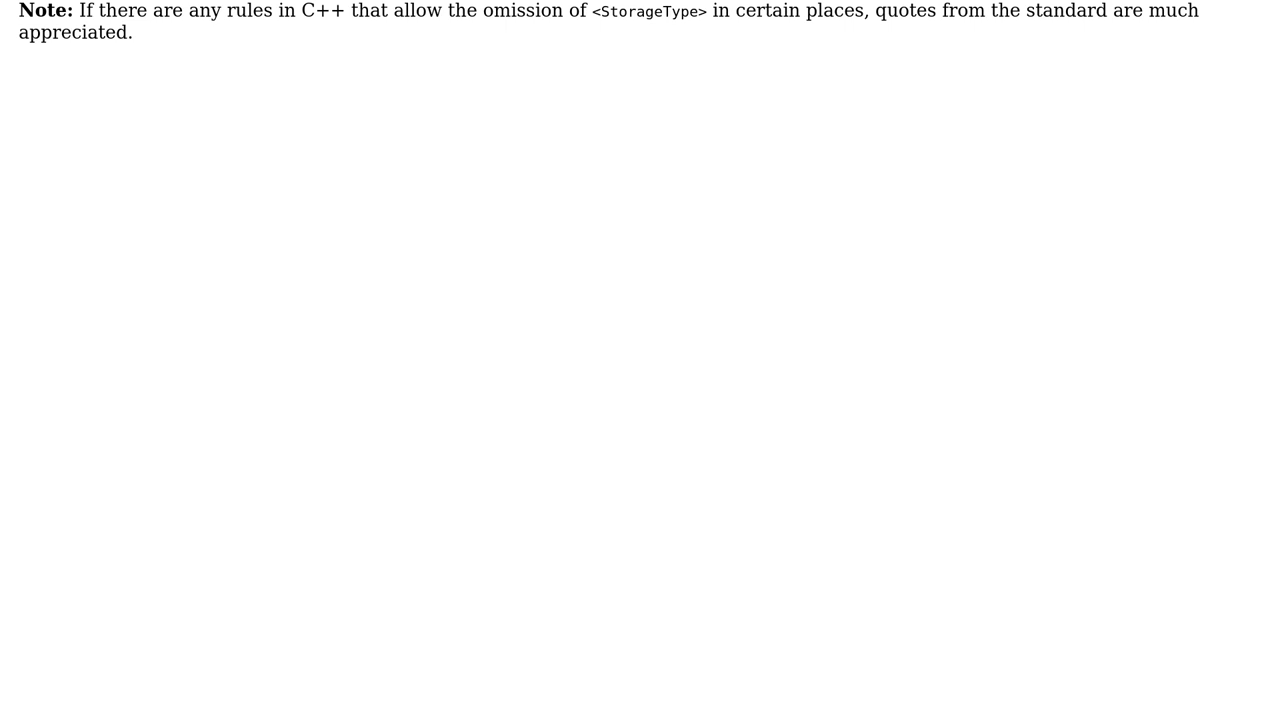 Note: If there are any rules in C++ that allow the omission of <StorageType> in certain places, quotes from the standard are much
appreciated.